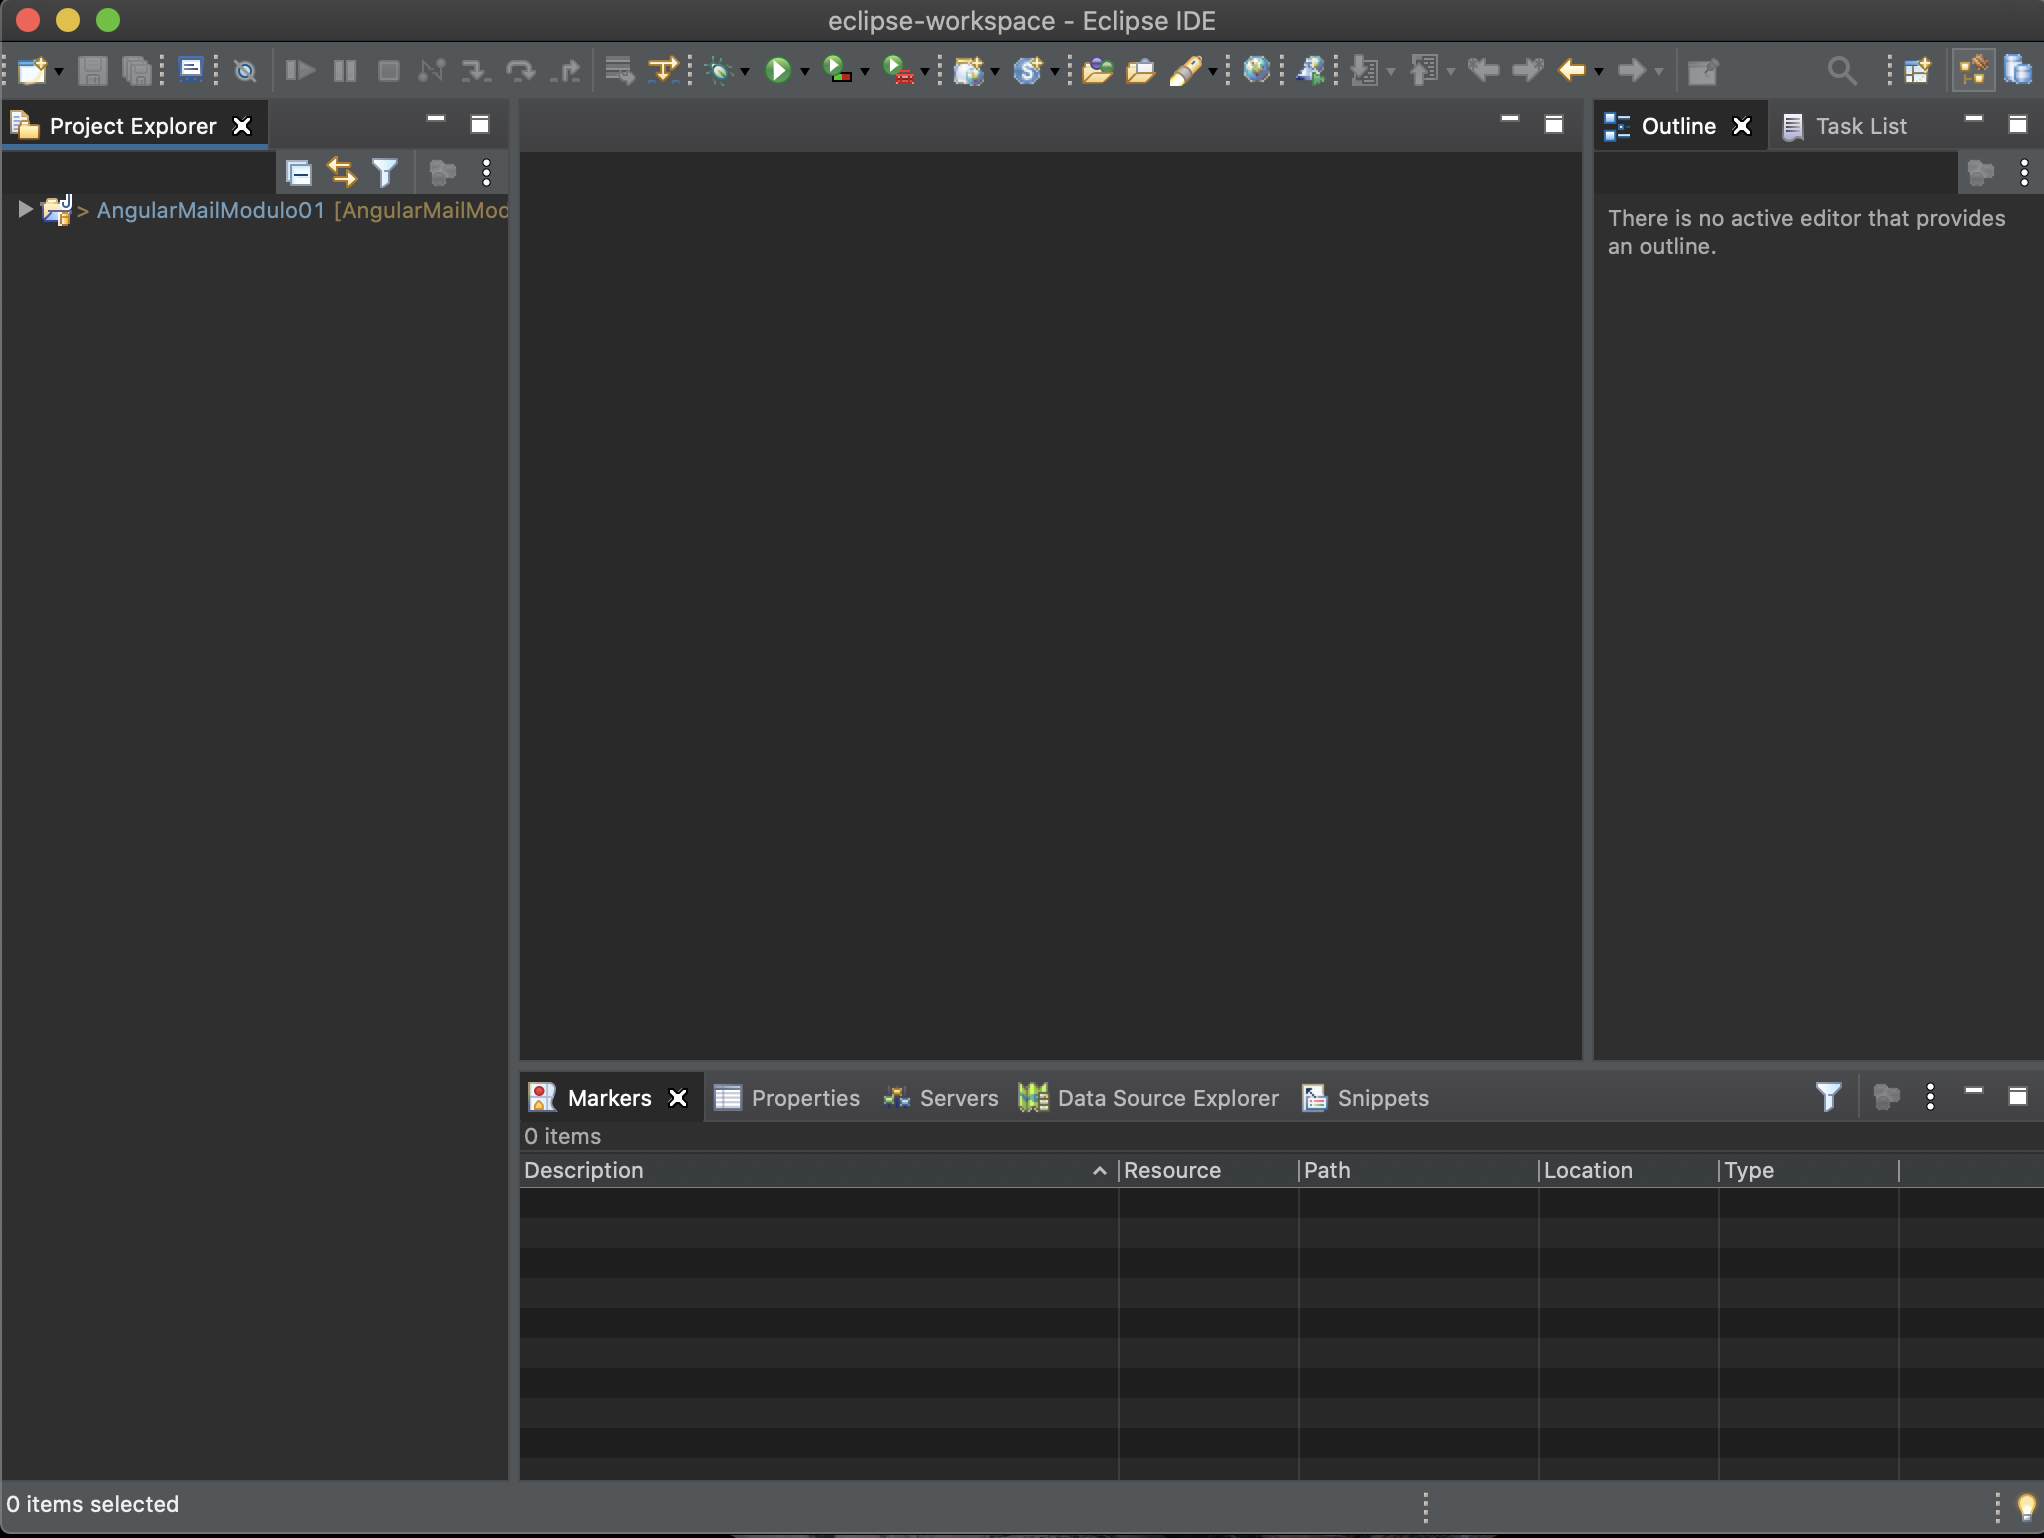 eclipse-workspace - Eclipse IDE
Project Explorer
> AngularMailModulo01 [AngularMailMod
Outline
Task List
There is no active editor that provides
an outline.
Markers
Properties
Servers
Data Source Explorer
Snippets
0 items
Description
Resource
Path
Location
Type
0 items selected